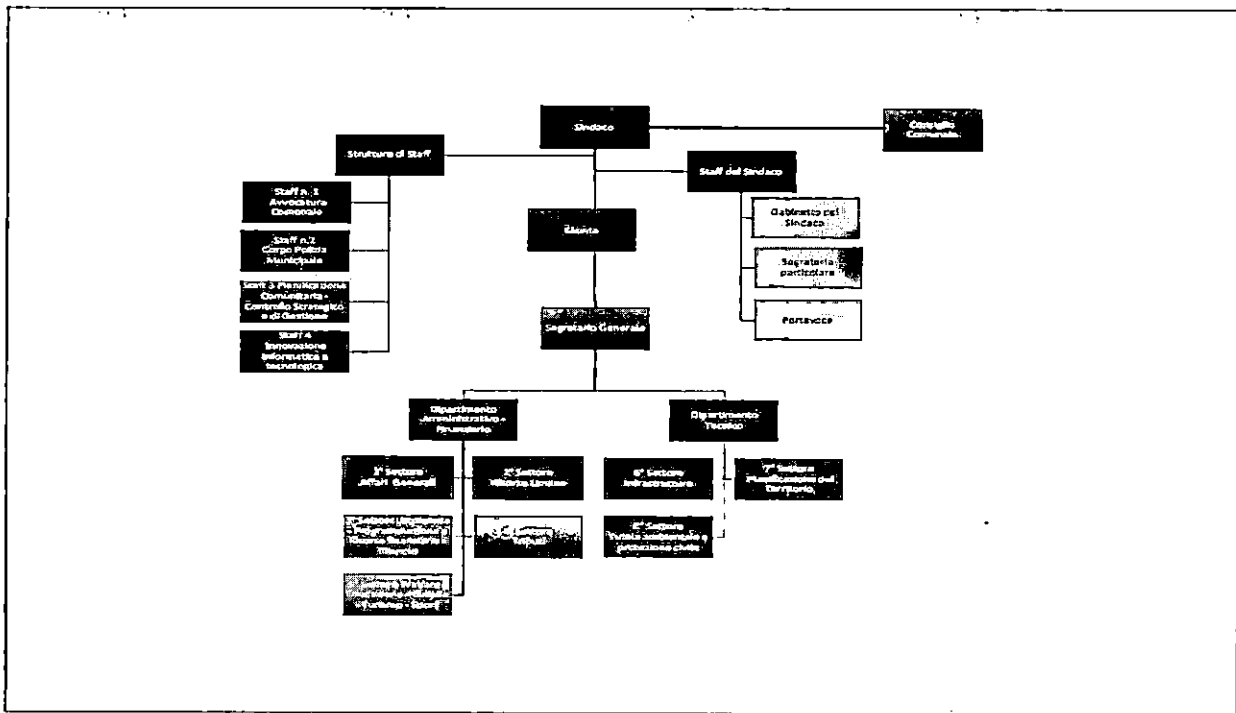 Sindaco
Consiglio
Comunale
Strutture di Staff
Staff del Sindaco
Staff n. 1
Avvocatura
Comunale
Gabinetto del
Sindaco
Giunta
Staff n.2
Corpo Polizia
Municipale
Segreteria
particolare
Staff 3 Pianificazione
Comunitaria -
Controllo Strategico
e di Gestione
Portavoce
Segretario Generale
Staff 4
Innovazione
informatica e
tecnologica
Dipartimento
Amministrativo -
Finanziario
Dipartimento
Tecnico
1° Settore
Affari Generali
2° Settore
6° Settore
Infrastrutture
7° Settore
Pianificazione del
Territorio
Settore
Tutela ambientale e
protezione civile
Turismo - Sport